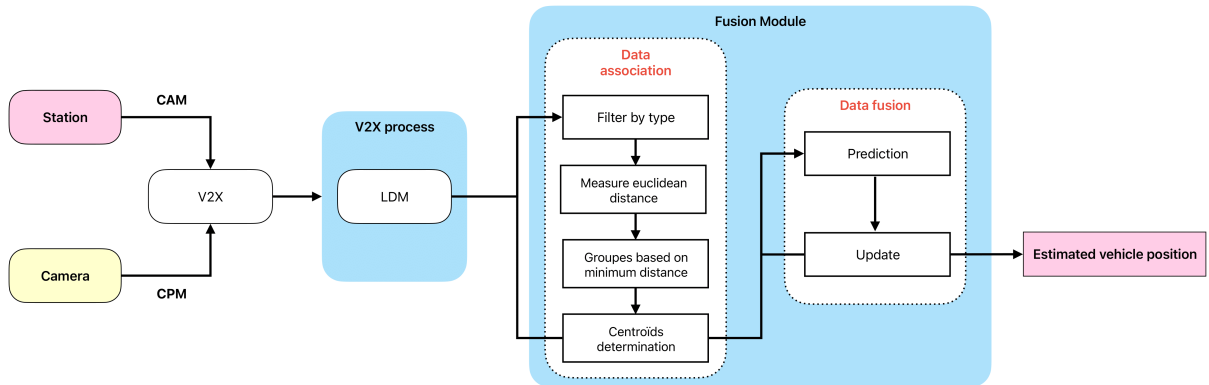 Fusion Module
Data
association
CAM
Station
V2X process
Filter by type
Data fusion
Prediction
V2X
LDM
Measure euclidean
distance
Camera
CPM
Groupes based on
minimum distance
Update
Estimated vehicle position
Centroïds
determination